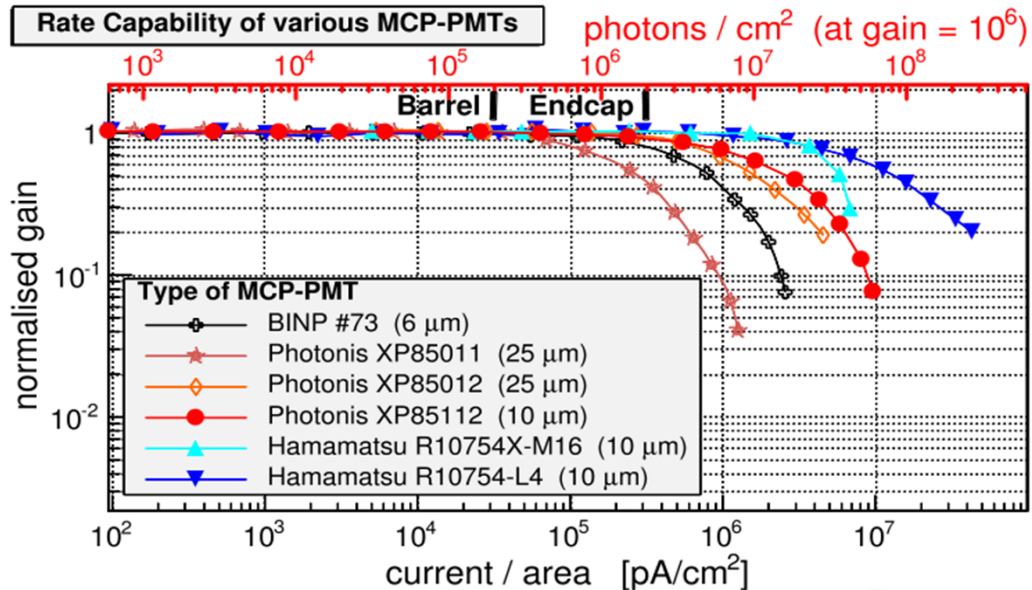 Rate Capability of various MCP-PMTs
photons / cm² (at gain = 10⁶)
10³ 10⁴ 10⁵ 10⁶ 10⁷ 10⁸
Barrel Endcap
1
10⁻¹
10⁻²
normalised gain
Type of MCP-PMT
BINP #73 (6 μm)
Photonis XP85011 (25 μm)
Photonis XP85012 (25 μm)
Photonis XP85112 (10 μm)
Hamamatsu R10754X-M16 (10 μm)
Hamamatsu R10754-L4 (10 μm)
10² 10³ 10⁴ 10⁵ 10⁶ 10⁷
current / area [pA/cm²]